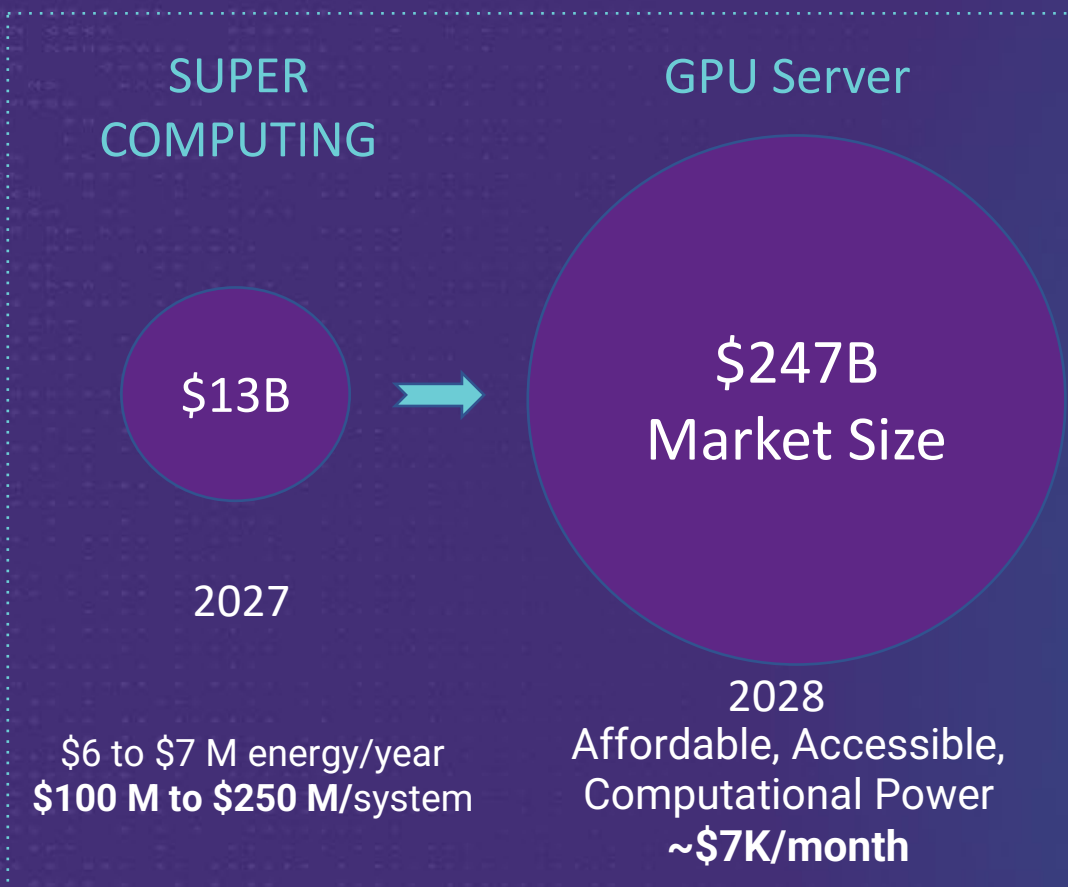 SUPER
COMPUTING
$13B
2027
$6 to $7 M energy/year
$100 M to $250 M/system
GPU Server
$247B
Market Size
2028
Affordable, Accessible,
Computational Power
~$7K/month